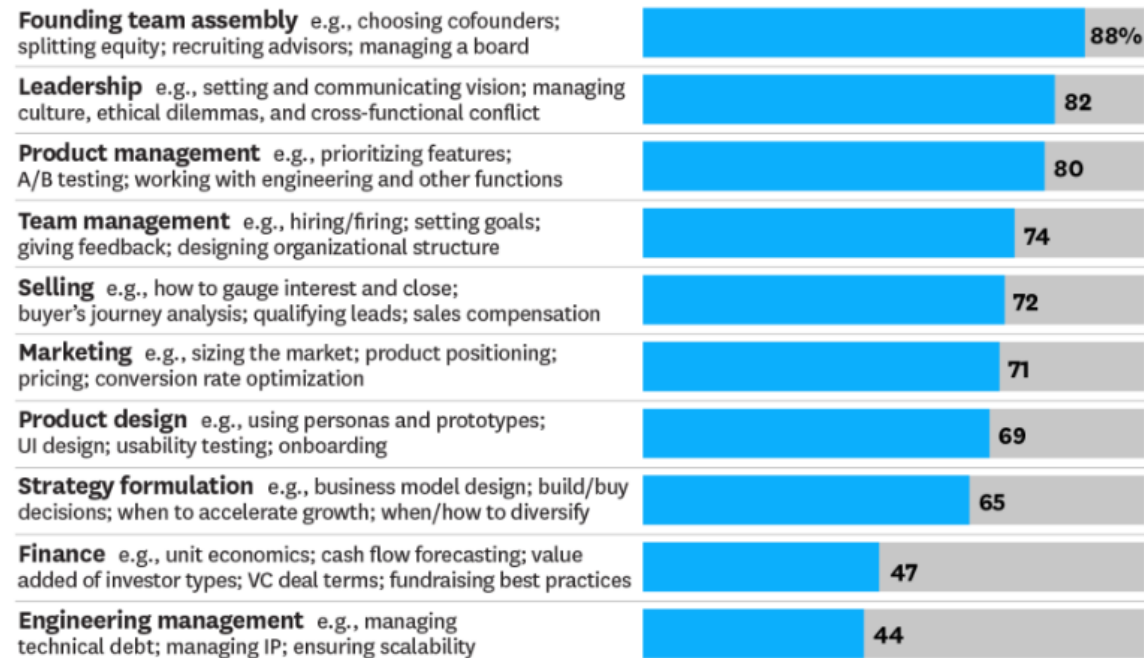 Founding team assembly e.g., choosing cofounders;
splitting equity; recruiting advisors; managing a board
88%
Leadership e.g., setting and communicating vision; managing
culture, ethical dilemmas, and cross-functional conflict
82
Product management e.g., prioritizing features;
A/B testing; working with engineering and other functions
80
Team management e.g., hiring/firing; setting goals;
giving feedback; designing organizational structure
74
Selling e.g., how to gauge interest and close;
buyer's journey analysis; qualifying leads; sales compensation
72
Marketing e.g., sizing the market; product positioning;
pricing; conversion rate optimization
71
Product design e.g., using personas and prototypes;
UI design; usability testing; onboarding
69
Strategy formulation e.g., business model design; build/buy
decisions; when to accelerate growth; when/how to diversify
65
Finance e.g., unit economics; cash flow forecasting; value
added of investor types; VC deal terms; fundraising best practices
47
Engineering management e.g., managing
technical debt; managing IP; ensuring scalability
44